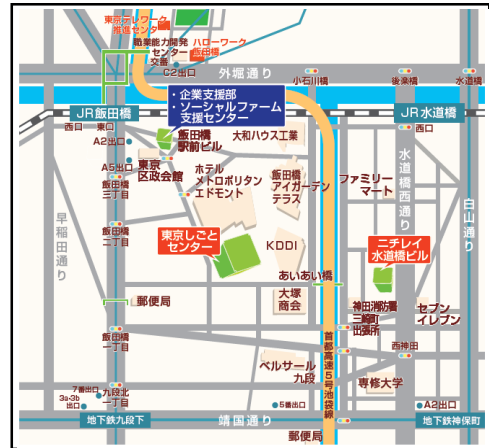 東京テレワーク
推進センター
職業能力開発
センター
ハローワーク
飯田橋
交番
C2出口
外堀通り
小石川橋
後楽橋
水道橋
JR飯田橋
・企業支援部
・ソーシャルファーム
支援センター
JR水道橋
西口
東口
A2出口
飯田橋
駅前ビル
大和ハウス工業
西口
A5出口
東京
区政会館
ホテル
メトロポリタン
エドモント
飯田橋
アイガーデン
テラス
ファミリー
マート
水道橋西通り
白山通り
飯田橋
三丁目
早稲田通り
飯田橋
二丁目
東京しごと
センター
KDDI
ニチレイ
水道橋ビル
あいあい橋
郵便局
大塚
商会
神田消防署
三崎町
出張所
セブン
イレブン
飯田橋
一丁目
首都高速5号池袋線
西神田
ベルサール
九段
専修大学
7番出口
3a·3b
出口
九段北
一丁目
5番出口
A2出口
地下鉄九段下
靖国通り
地下鉄神保町
郵便局